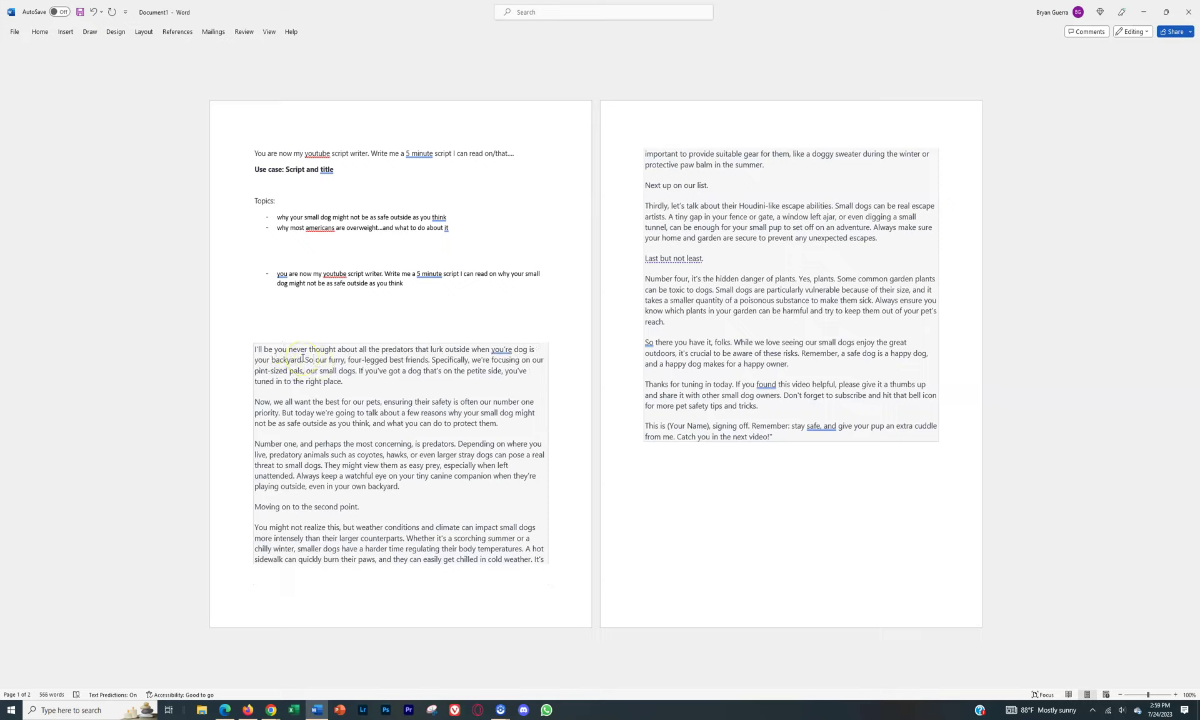 AutoSave Off Document1 - Word Search Bryan Guerra BG
File Home Insert Draw Design Layout References Mailings Review View Help Comments Editing Share
You are now my youtube script writer. Write me a 5 minute script I can read on/that....
Use case: Script and title
Topics:
- why your small dog might not be as safe outside as you think
- why most americans are overweight...and what to do about it
- you are now my youtube script writer. Write me a 5 minute script I can read on why your small
dog might not be as safe outside as you think
I'll be you never thought about all the predators that lurk outside when you're dog is
your backyard.So our furry, four-legged best friends. Specifically, we're focusing on our
pint-sized pals, our small dogs. If you've got a dog that's on the petite side, you've
tuned in to the right place.
Now, we all want the best for our pets, ensuring their safety is often our number one
priority. But today we're going to talk about a few reasons why your small dog might
not be as safe outside as you think, and what you can do to protect them.
Number one, and perhaps the most concerning, is predators. Depending on where you
live, predatory animals such as coyotes, hawks, or even larger stray dogs can pose a real
threat to small dogs. They might view them as easy prey, especially when left
unattended. Always keep a watchful eye on your tiny canine companion when they're
playing outside, even in your own backyard.
Moving on to the second point.
You might not realize this, but weather conditions and climate can impact small dogs
more intensely than their larger counterparts. Whether it's a scorching summer or a
chilly winter, smaller dogs have a harder time regulating their body temperatures. A hot
sidewalk can quickly burn their paws, and they can easily get chilled in cold weather. It's
important to provide suitable gear for them, like a doggy sweater during the winter or
protective paw balm in the summer.
Next up on our list.
Thirdly, let's talk about their Houdini-like escape abilities. Small dogs can be real escape
artists. A tiny gap in your fence or gate, a window left ajar, or even digging a small
tunnel, can be enough for your small pup to set off on an adventure. Always make sure
your home and garden are secure to prevent any unexpected escapes.
Last but not least.
Number four, it's the hidden danger of plants. Yes, plants. Some common garden plants
can be toxic to dogs. Small dogs are particularly vulnerable because of their size, and it
takes a smaller quantity of a poisonous substance to make them sick. Always ensure you
know which plants in your garden can be harmful and try to keep them out of your pet's
reach.
So there you have it, folks. While we love seeing our small dogs enjoy the great
outdoors, it's crucial to be aware of these risks. Remember, a safe dog is a happy dog,
and a happy dog makes for a happy owner.
Thanks for tuning in today. If you found this video helpful, please give it a thumbs up
and share it with other small dog owners. Don't forget to subscribe and hit that bell icon
for more pet safety tips and tricks.
This is (Your Name), signing off. Remember: stay safe, and give your pup an extra cuddle
from me. Catch you in the next video!"
Page 1 of 2 566 words Text Predictions: On Accessibility: Good to go Focus 100%
Type here to search 88°F Mostly sunny 2:59 PM
7/24/2023